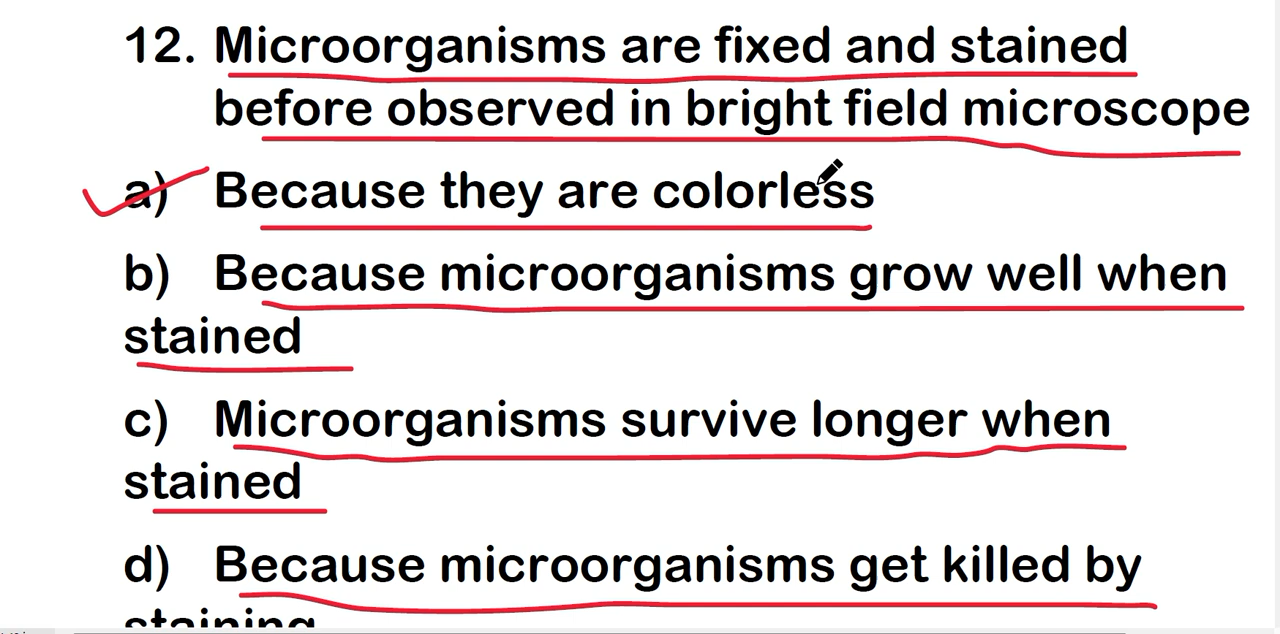 12. Microorganisms are fixed and stained
before observed in bright field microscope
a) Because they are colorless
b) Because microorganisms grow well when
stained
c) Microorganisms survive longer when
stained
d) Because microorganisms get killed by
staining